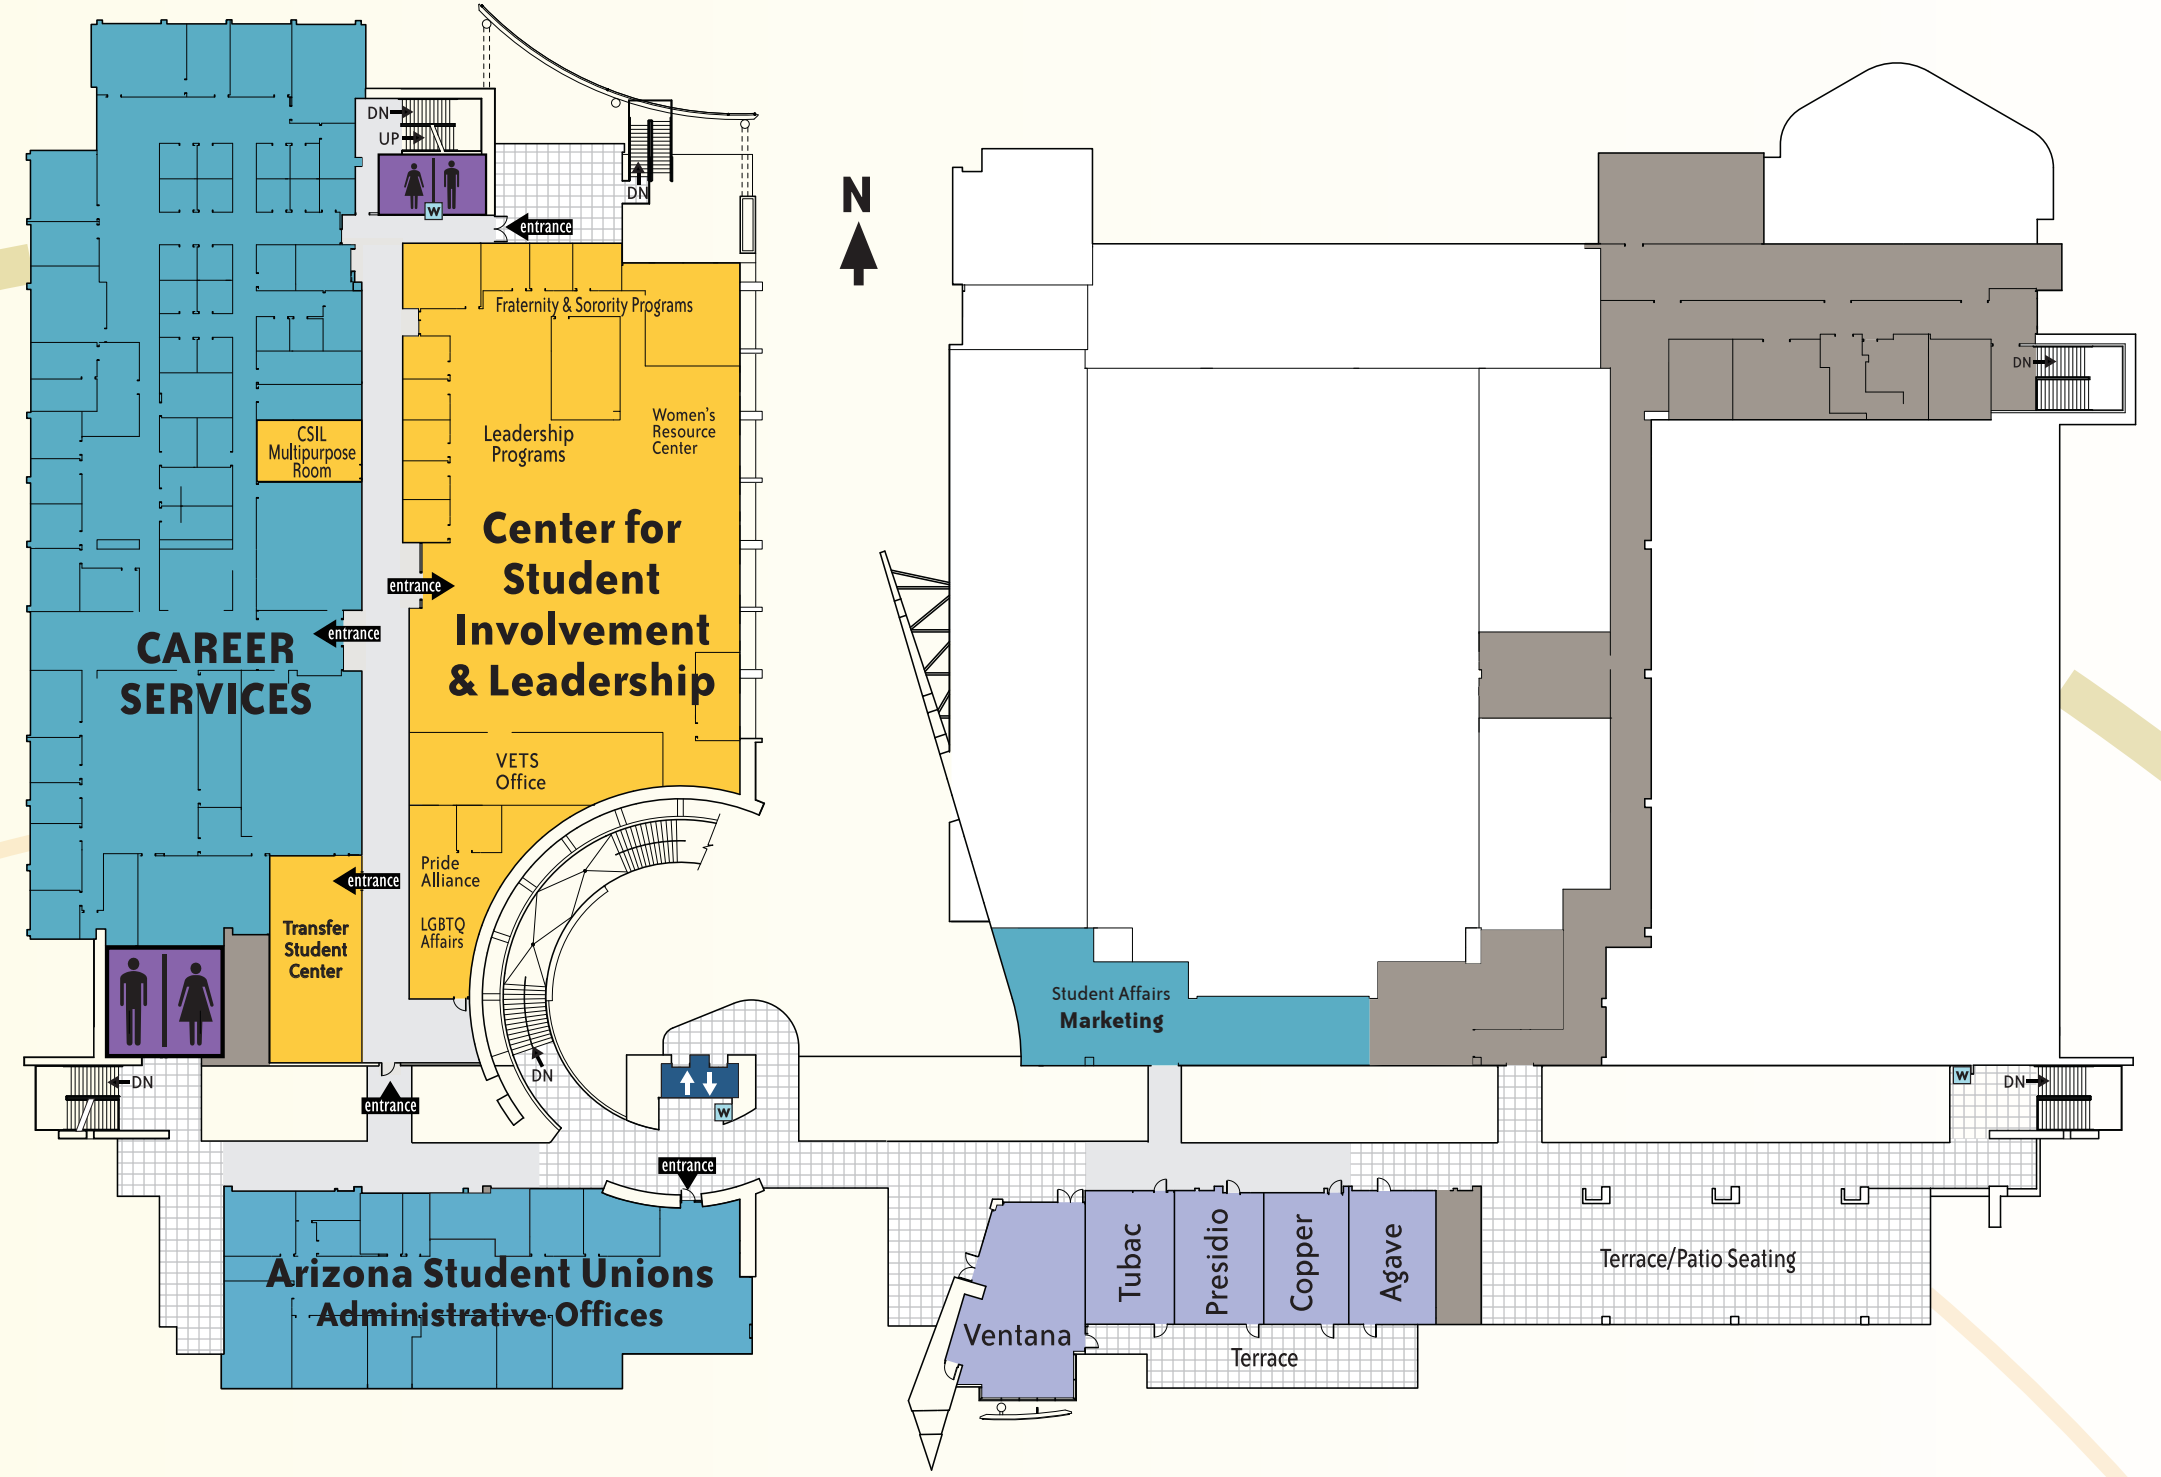 DN
UP
W
entrance
DN
N
Fraternity & Sorority Programs
DN
CSIL
Multipurpose
Room
Leadership
Programs
Women's
Resource
Center
Center for
Student
Involvement
& Leadership
entrance
entrance
CAREER
SERVICES
VETS
Office
Pride
Alliance
entrance
LGBTQ
Affairs
Transfer
Student
Center
Student Affairs
Marketing
DN
DN
entrance
W
W
DN
entrance
Arizona Student Unions
Administrative Offices
Ventana
Tubac
Presidio
Copper
Agave
Terrace
Terrace/Patio Seating